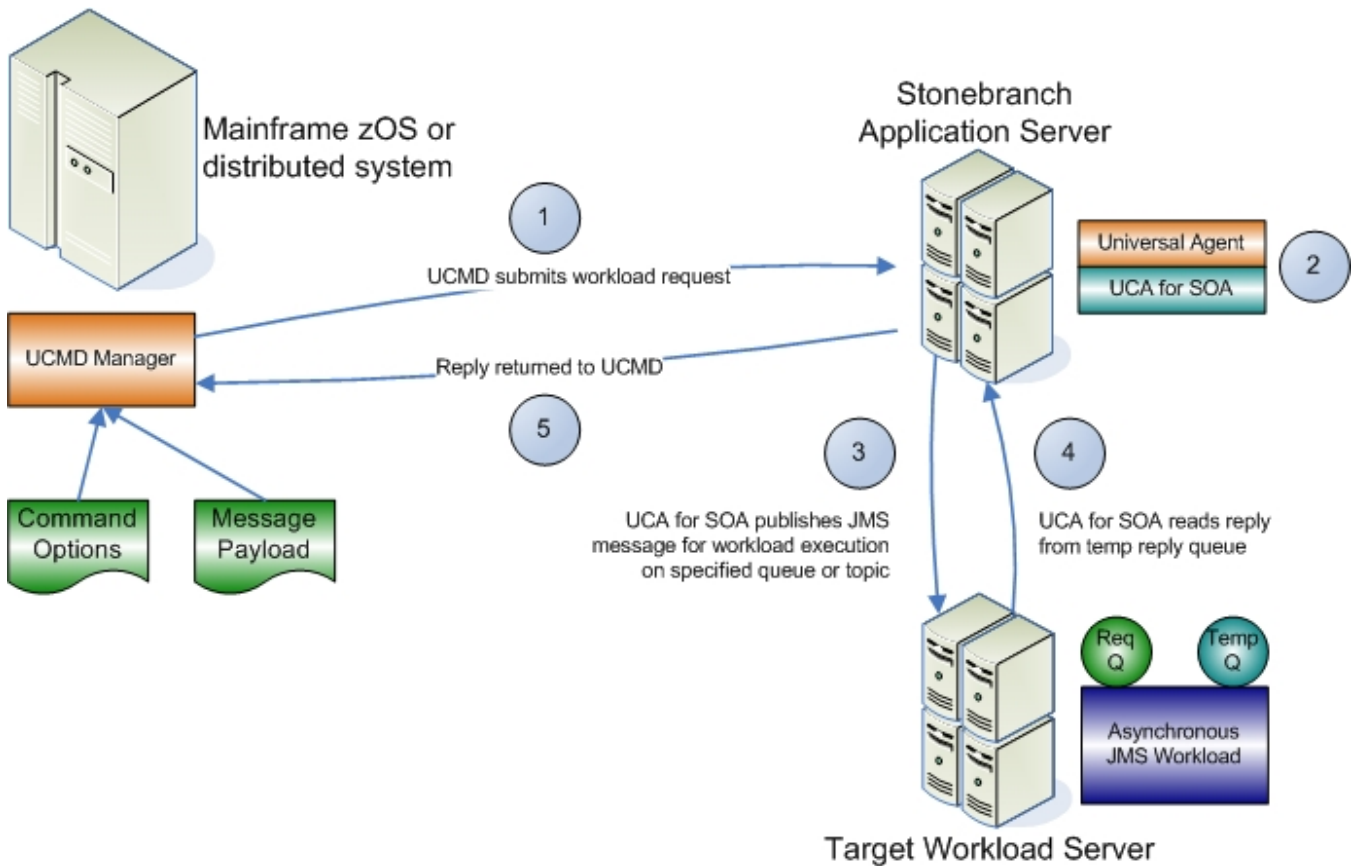 Mainframe zOS or
distributed system
Stonebranch
Application Server
1
UCMD submits workload request
Universal Agent
UCA for SOA
2
UCMD Manager
Reply returned to UCMD
5
3
4
Command
Options
Message
Payload
UCA for SOA publishes JMS
message for workload execution
on specified queue or topic
UCA for SOA reads reply
from temp reply queue
Req
Q
Temp
Q
Asynchronous
JMS Workload
Target Workload Server